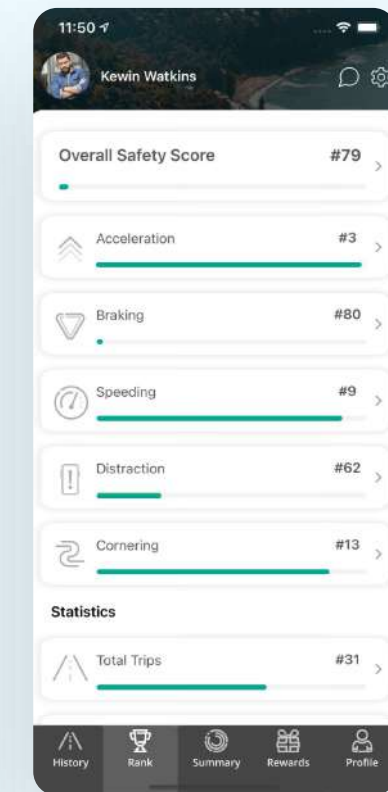 11:50
Kewin Watkins
Overall Safety Score #79
Acceleration #3
Braking #80
Speeding #9
Distraction #62
Cornering #13
Statistics
Total Trips #31
History Rank Summary Rewards Profile